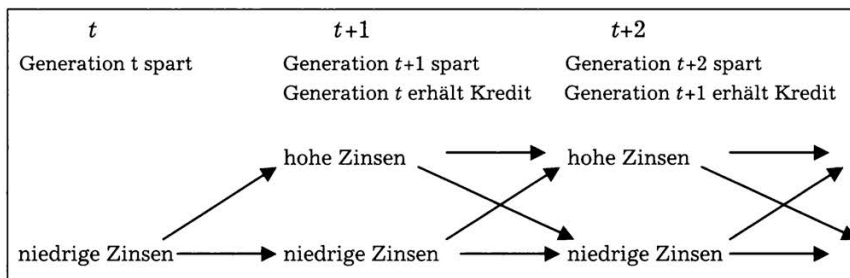 t t+1 t+2
Generation t spart Generation t+1 spart Generation t+2 spart
Generation t erhält Kredit Generation t+1 erhält Kredit
hohe Zinsen hohe Zinsen
niedrige Zinsen niedrige Zinsen niedrige Zinsen